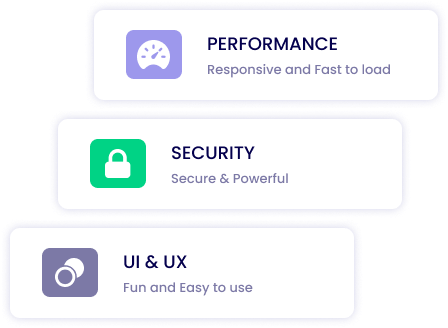 PERFORMANCE
Responsive and Fast to load
SECURITY
Secure & Powerful
UI & UX
Fun and Easy to use